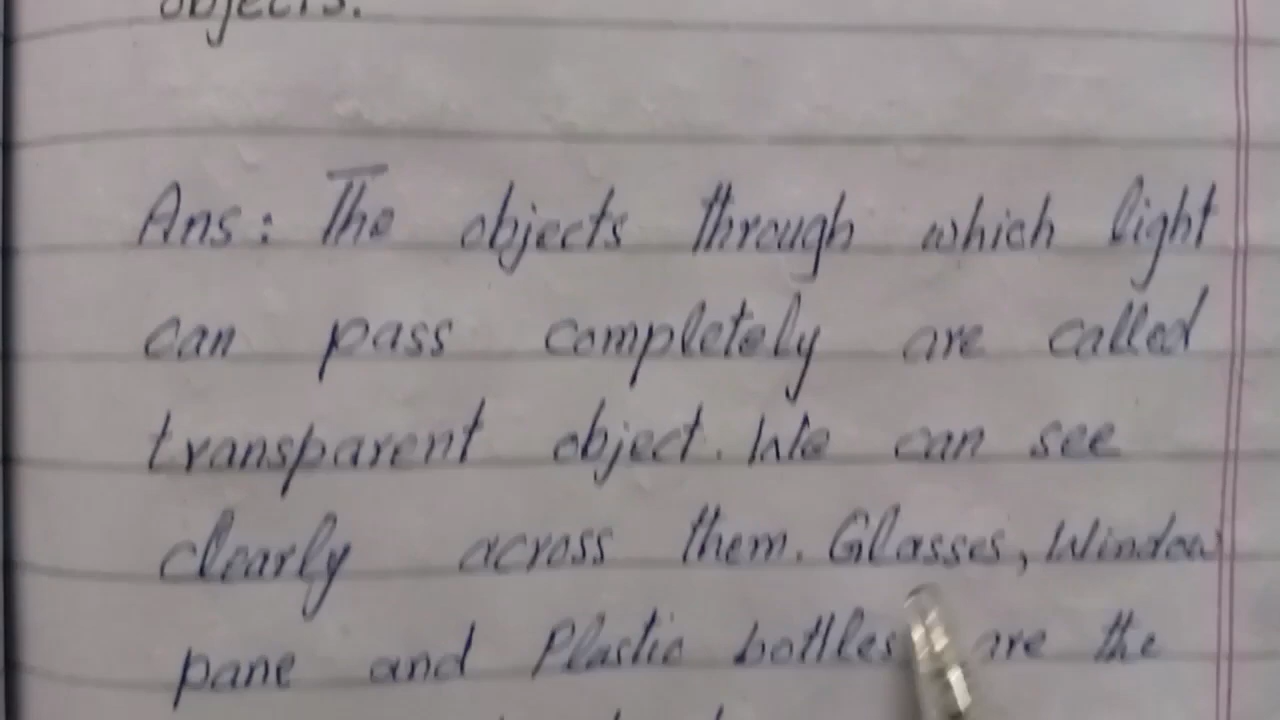 objects.
Ans: The objects through which light
can pass completely are called
transparent object. We can see
clearly across them. Glasses, Window
pane and Plastic bottles are the